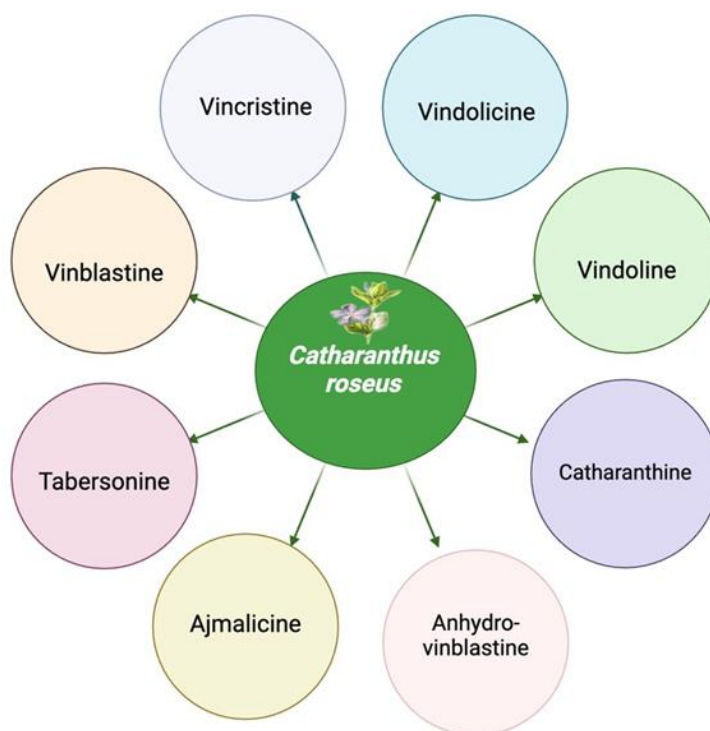 Vincristine
Vindolicine
Vinblastine
Vindoline
Catharanthus
roseus
Tabersonine
Catharanthine
Ajmalicine
Anhydro-
vinblastine